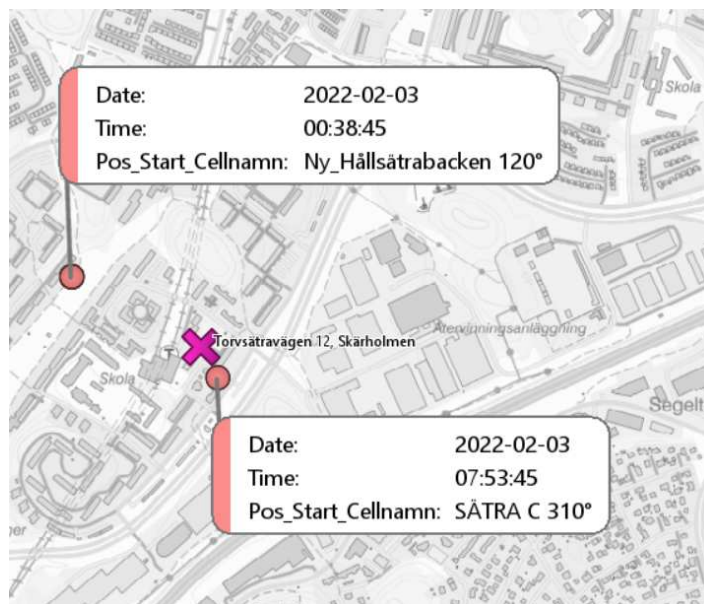 Skola
Date: 2022-02-03
Time: 00:38:45
Pos_Start_Cellnamn: Ny_Hållsätrabacken 120°
Återvinningsanläggning
Torvsätravägen 12, Skärholmen
T
Skola
Segelt
Date: 2022-02-03
Time: 07:53:45
Pos_Start_Cellnamn: SÄTRA C 310°
ner